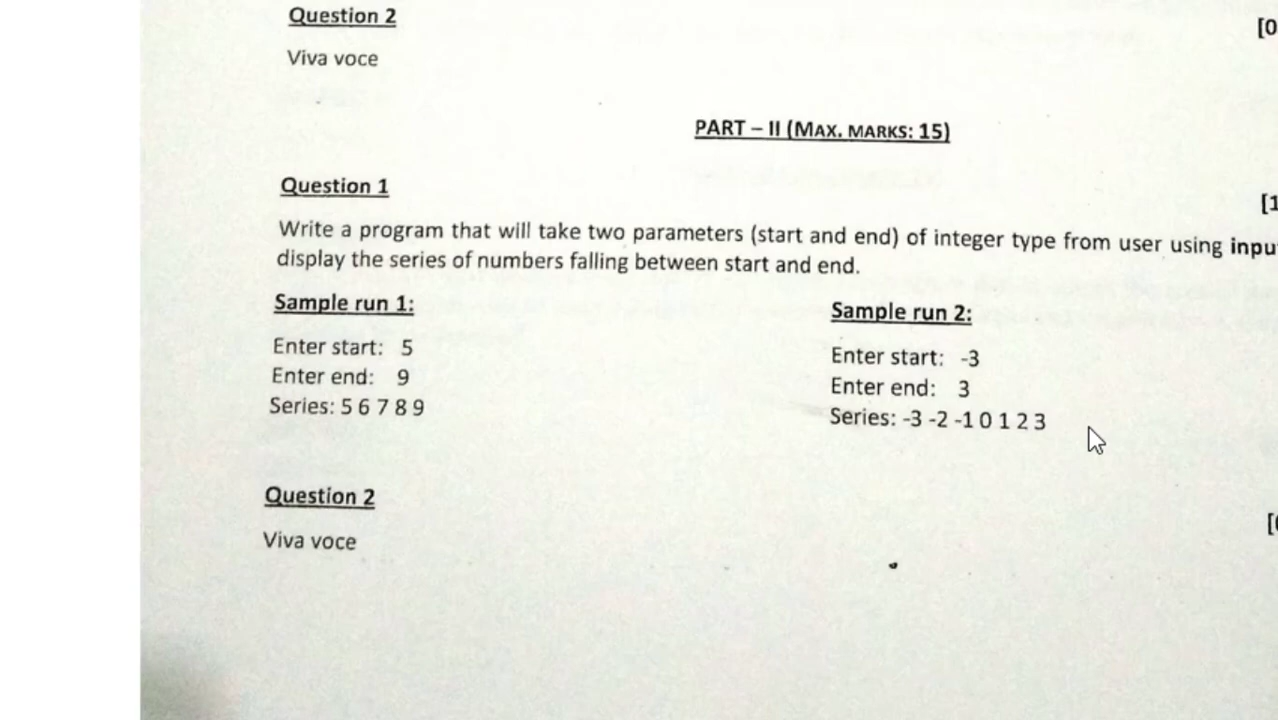 Question 2
Viva voce
PART – II (MAX. MARKS: 15)
Question 1
Write a program that will take two parameters (start and end) of integer type from user using
display the series of numbers falling between start and end.
Sample run 1:
Sample run 2:
Enter start: 5
Enter start: -3
Enter end: 9
Enter end: 3
Series: 5 6 7 8 9
Series: -3 -2 -1 0 1 2 3
Question 2
Viva voce